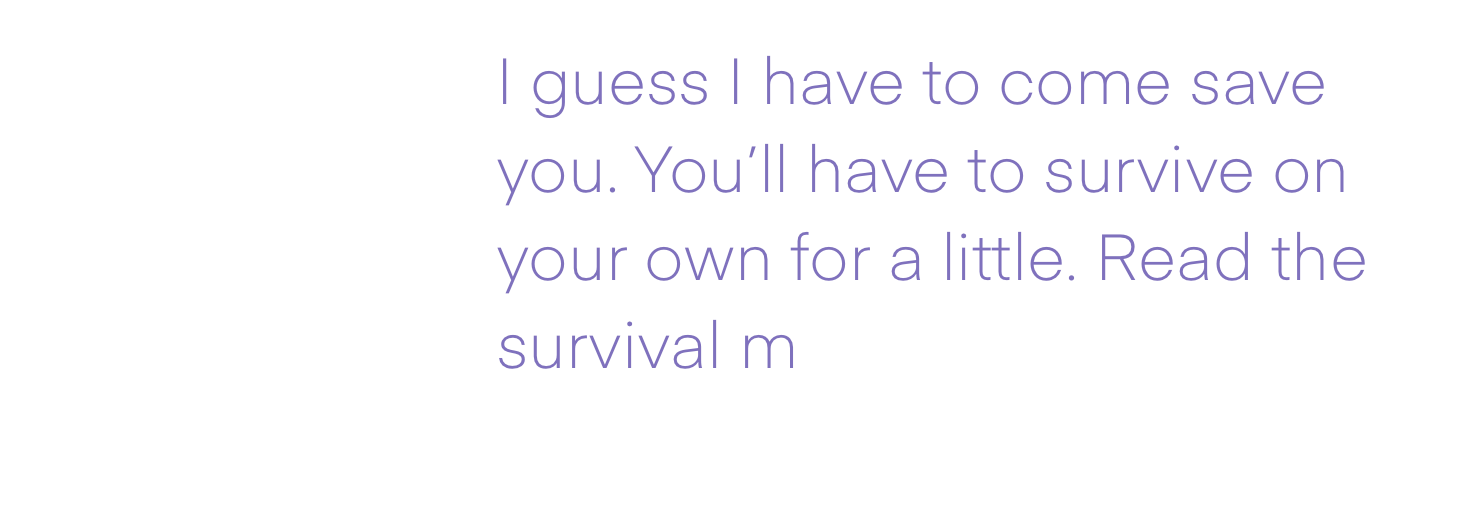 I guess I have to come save
you. You’ll have to survive on
your own for a little. Read the
survival m